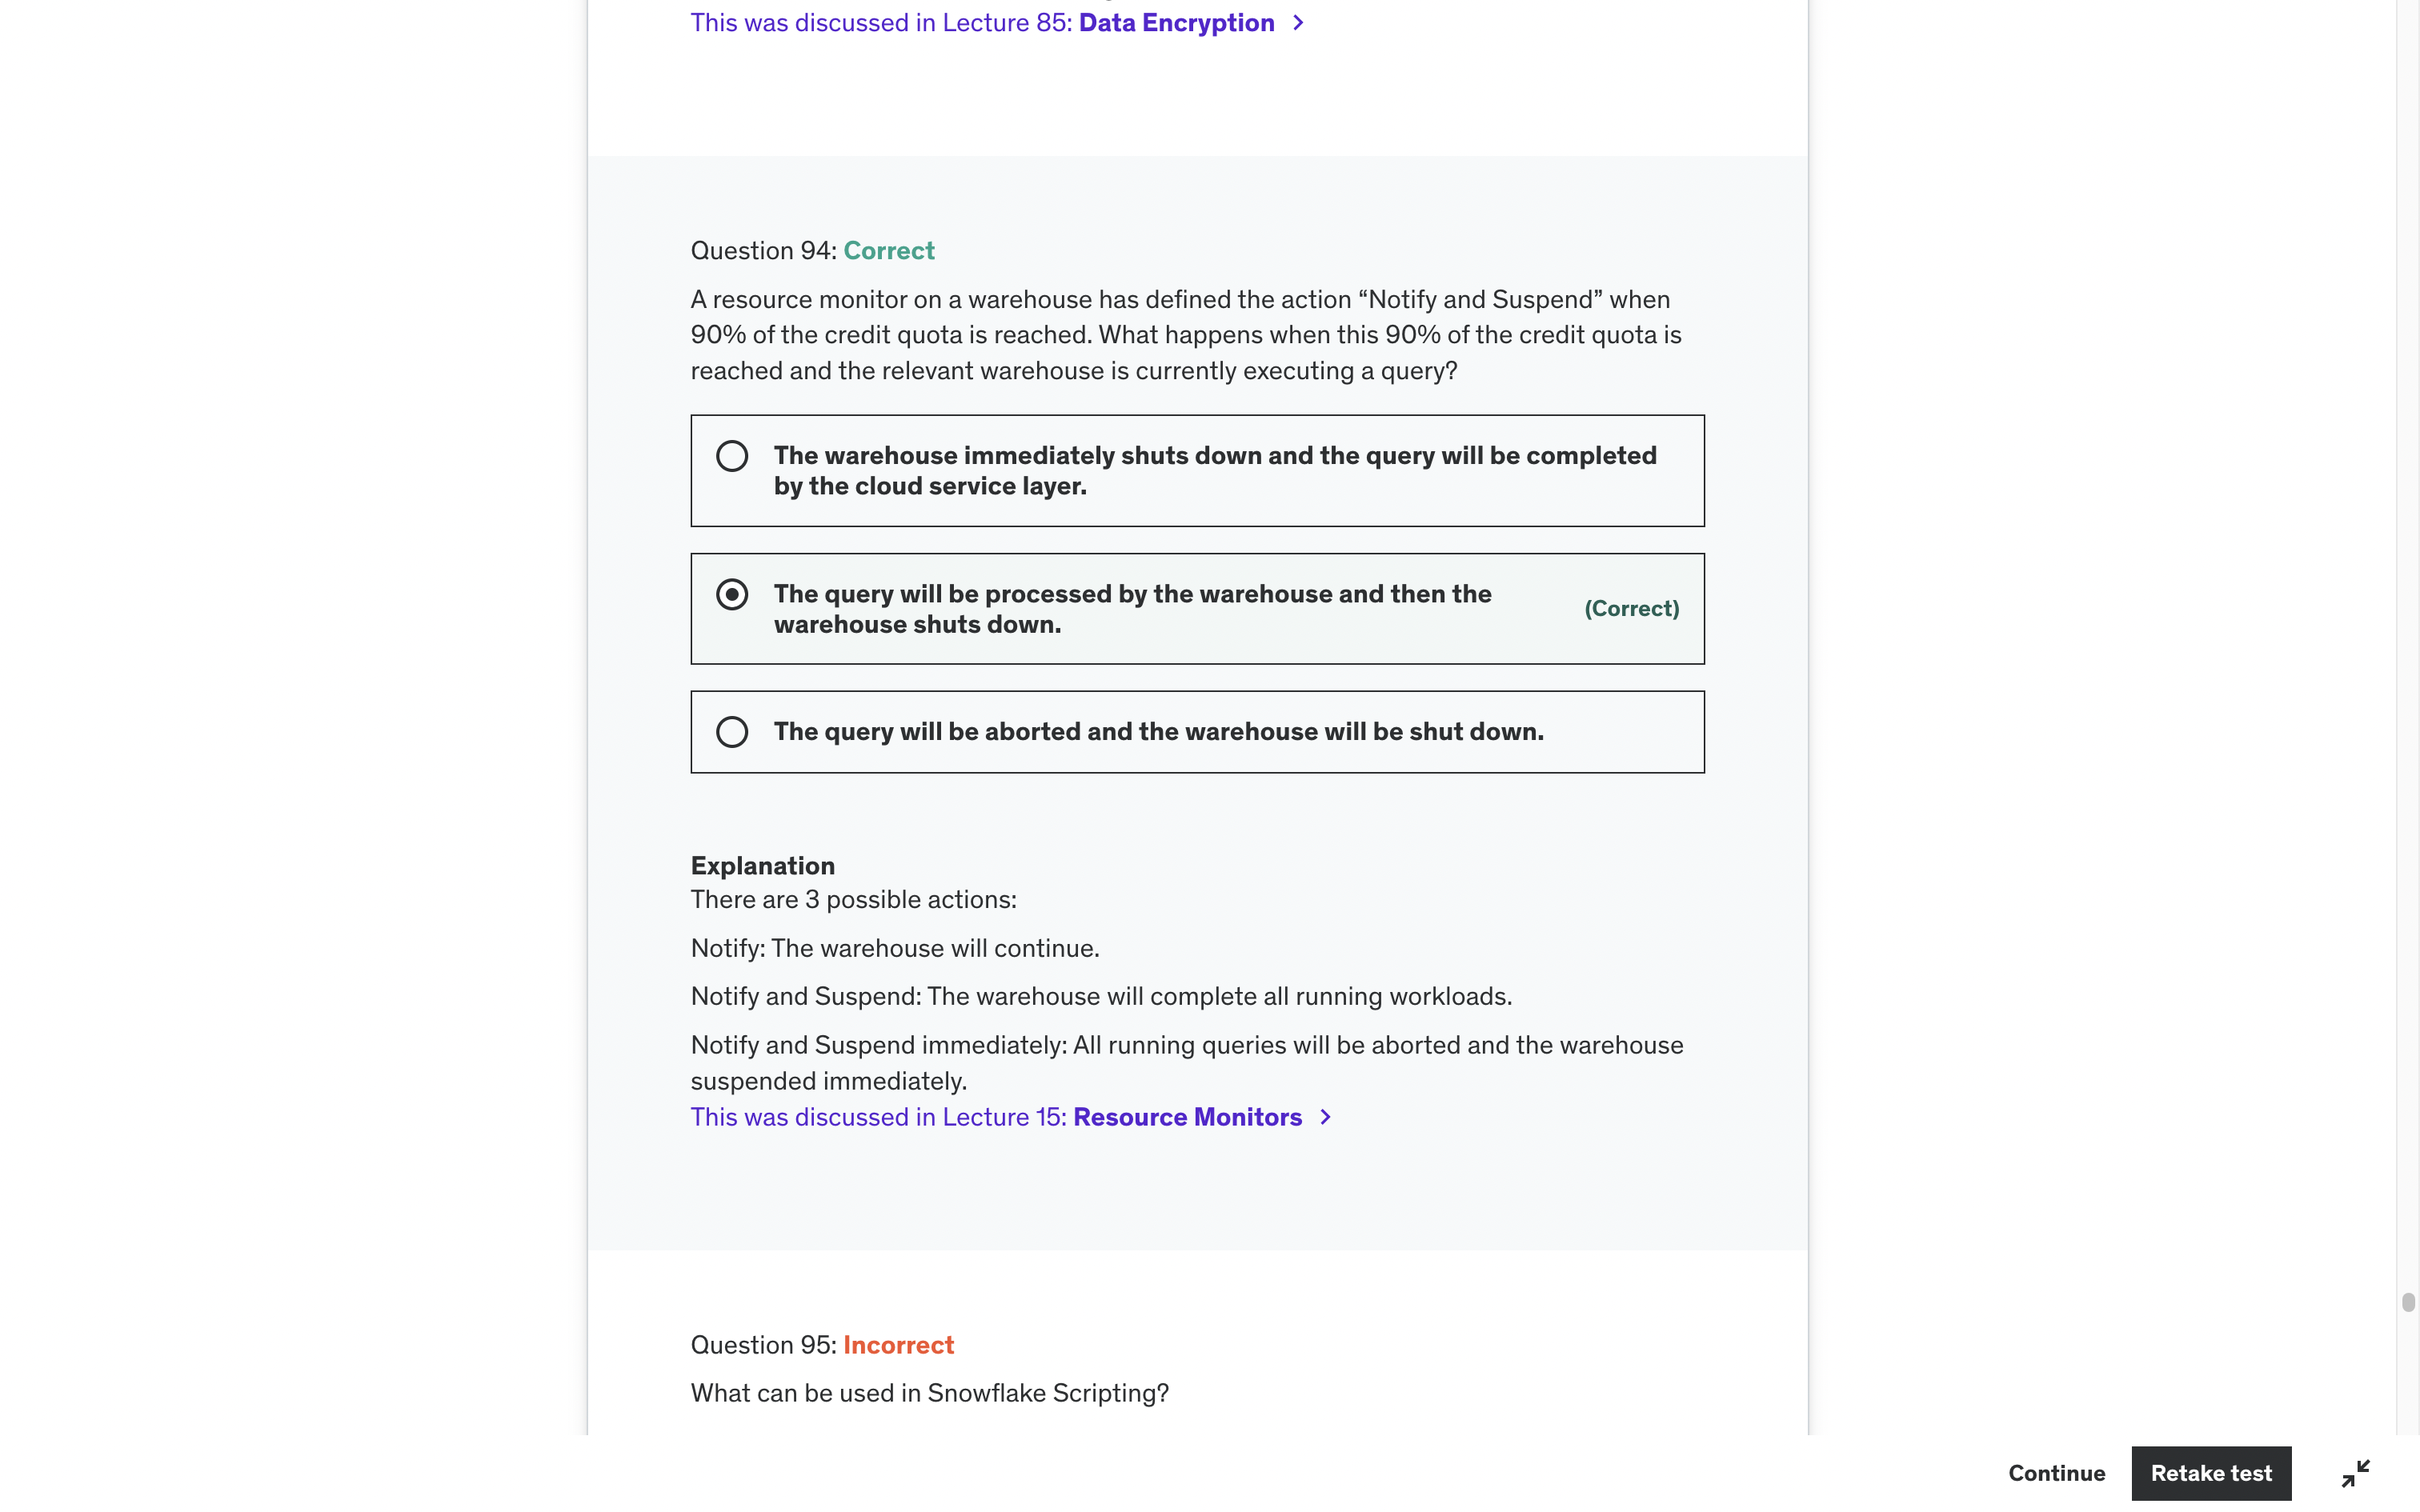 This was discussed in Lecture 85: Data Encryption
Question 94: Correct
A resource monitor on a warehouse has defined the action “Notify and Suspend” when
90% of the credit quota is reached. What happens when this 90% of the credit quota is
reached and the relevant warehouse is currently executing a query?
The warehouse immediately shuts down and the query will be completed
by the cloud service layer.
The query will be processed by the warehouse and then the
warehouse shuts down.
(Correct)
The query will be aborted and the warehouse will be shut down.
Explanation
There are 3 possible actions:
Notify: The warehouse will continue.
Notify and Suspend: The warehouse will complete all running workloads.
Notify and Suspend immediately: All running queries will be aborted and the warehouse
suspended immediately.
This was discussed in Lecture 15: Resource Monitors
Question 95: Incorrect
What can be used in Snowflake Scripting?
Continue
Retake test